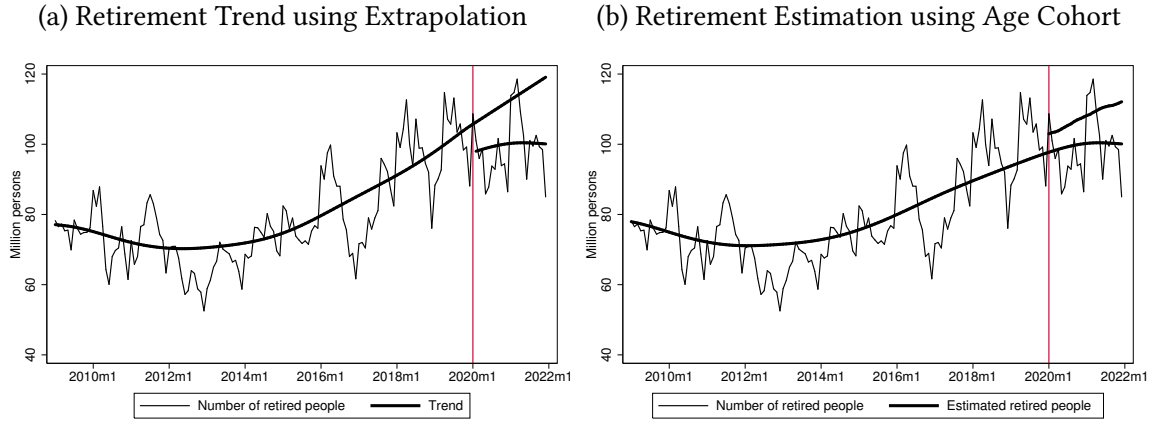 (a) Retirement Trend using Extrapolation
Million persons
120
100
80
60
40
2010m1 2012m1 2014m1 2016m1 2018m1 2020m1 2022m1
Number of retired people Trend
(b) Retirement Estimation using Age Cohort
Million persons
120
100
80
60
40
2010m1 2012m1 2014m1 2016m1 2018m1 2020m1 2022m1
Number of retired people Estimated retired people